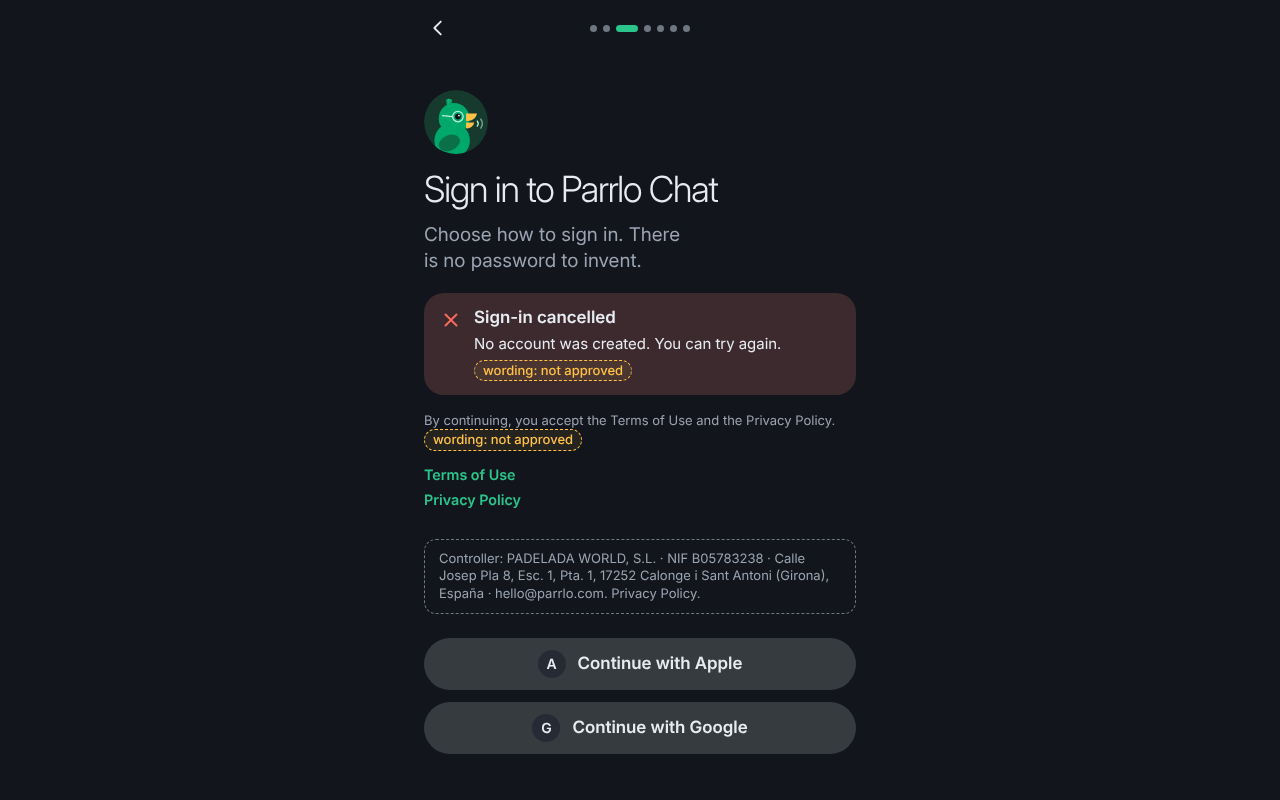 Sign in to Parrlo Chat
Choose how to sign in. There
is no password to invent.
Sign-in cancelled
No account was created. You can try again.
wording: not approved
By continuing, you accept the Terms of Use and the Privacy Policy.
wording: not approved
Terms of Use
Privacy Policy
Controller: PADELADA WORLD, S.L. · NIF B05783238 · Calle
Josep Pla 8, Esc. 1, Pta. 1, 17252 Calonge i Sant Antoni (Girona),
España · hello@parrlo.com. Privacy Policy.
A Continue with Apple
G Continue with Google